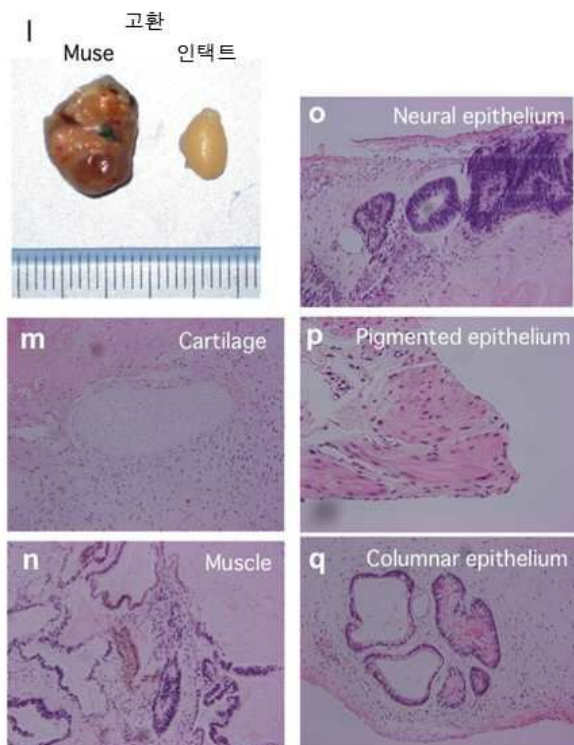 l
고환
Muse 인택트
o Neural epithelium
m Cartilage
p Pigmented epithelium
n Muscle
q Columnar epithelium